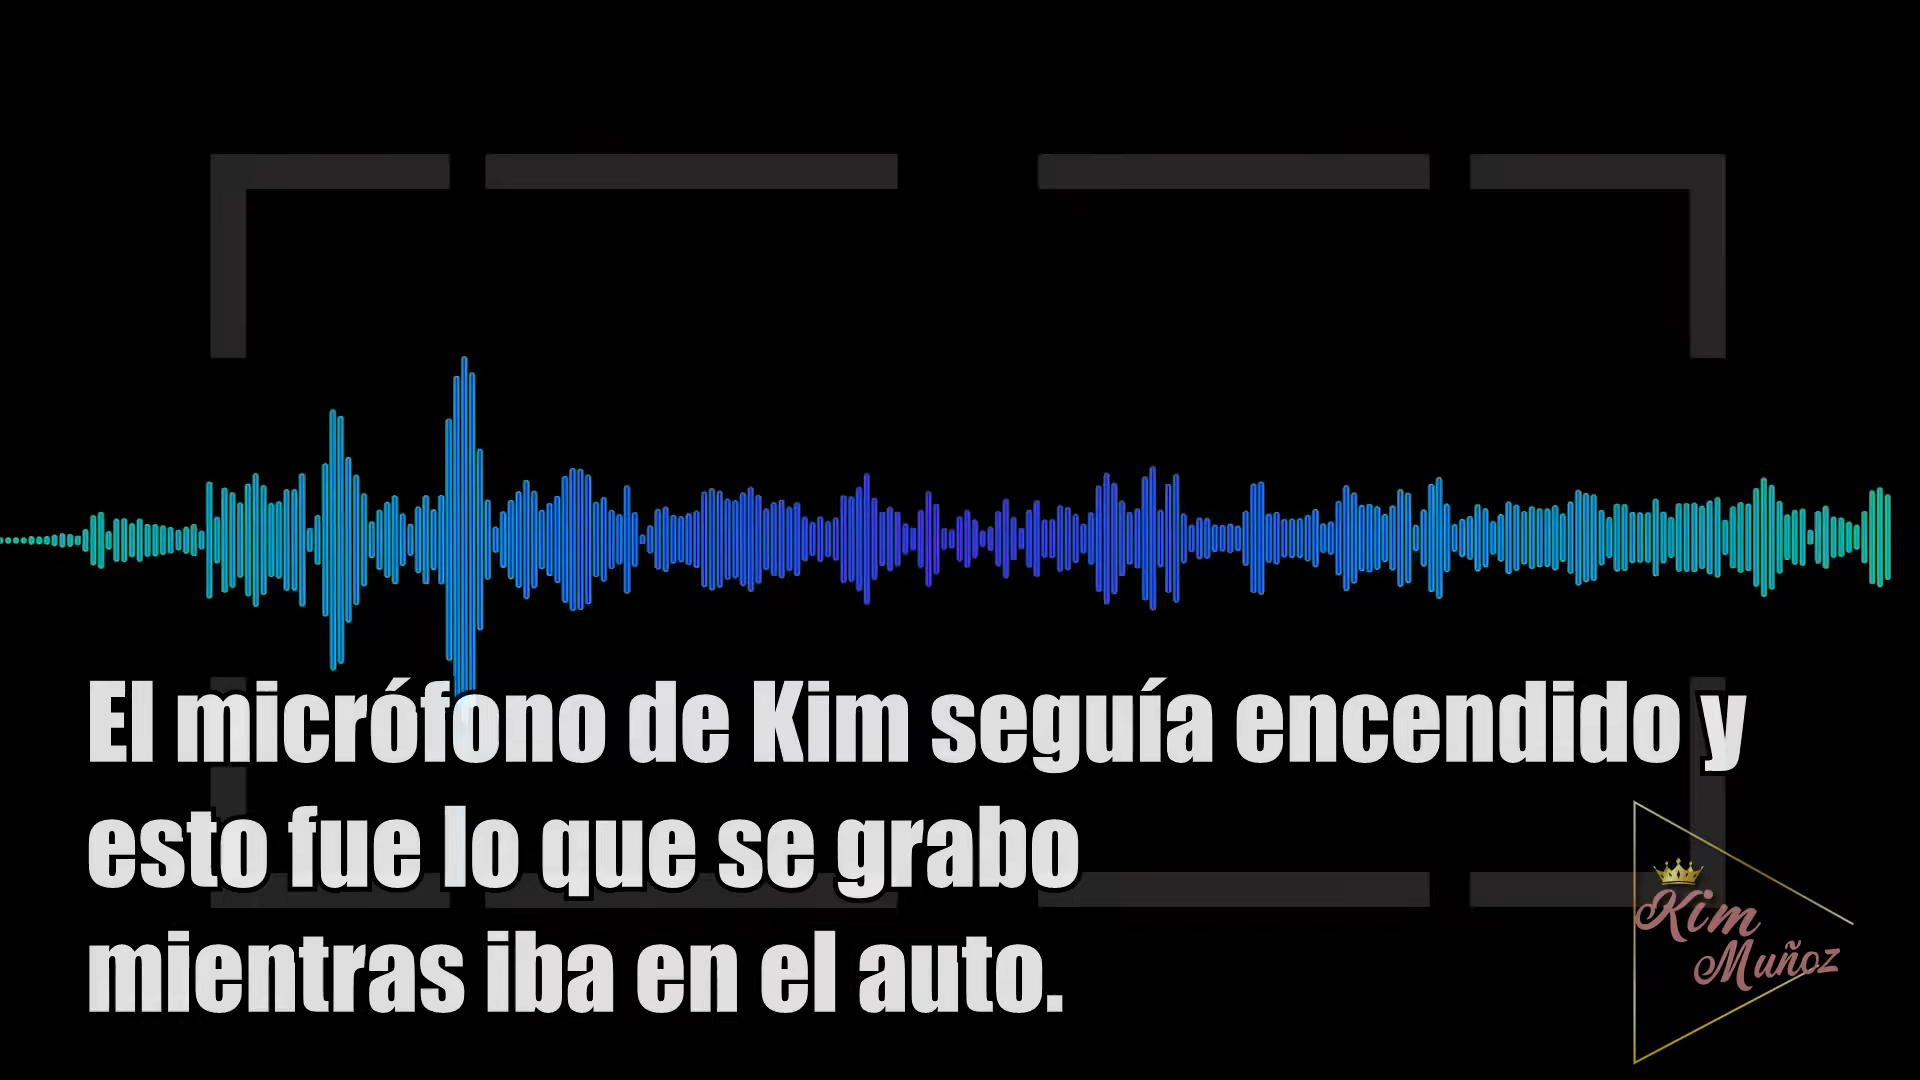 El micrófono de Kim seguía encendido y
esto fue lo que se grabo
mientras iba en el auto.
Kim
Muñoz